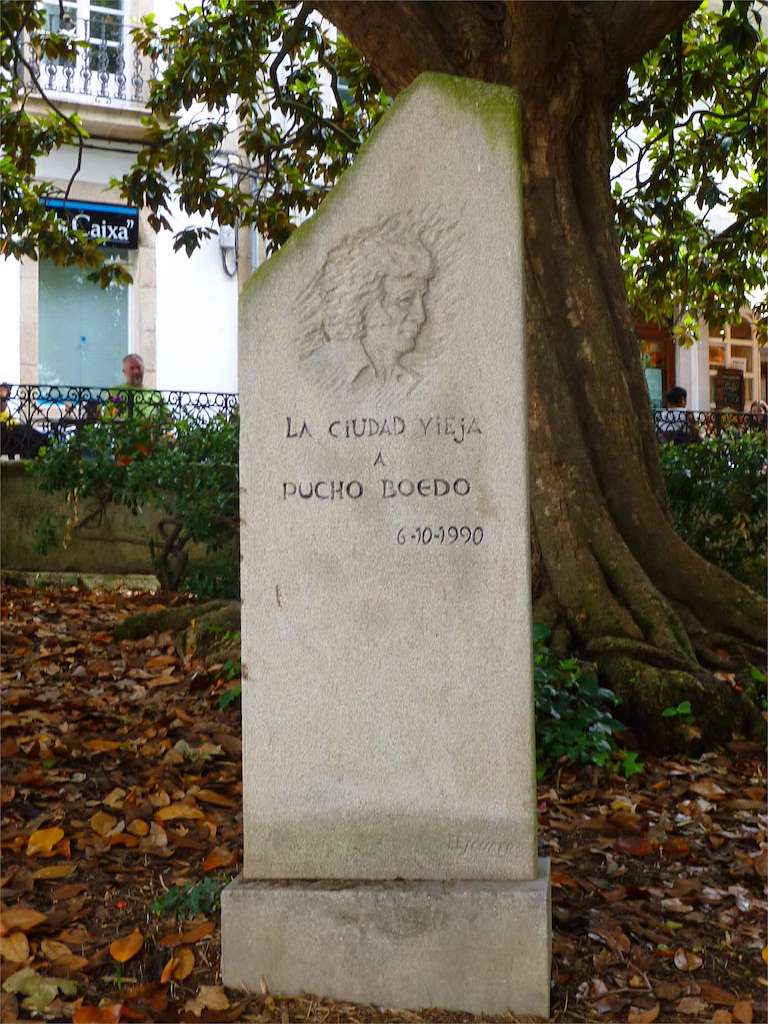 Caixa"
LA CIUDAD VIEJA
A
PUCHO BOEDO
6-10-1990